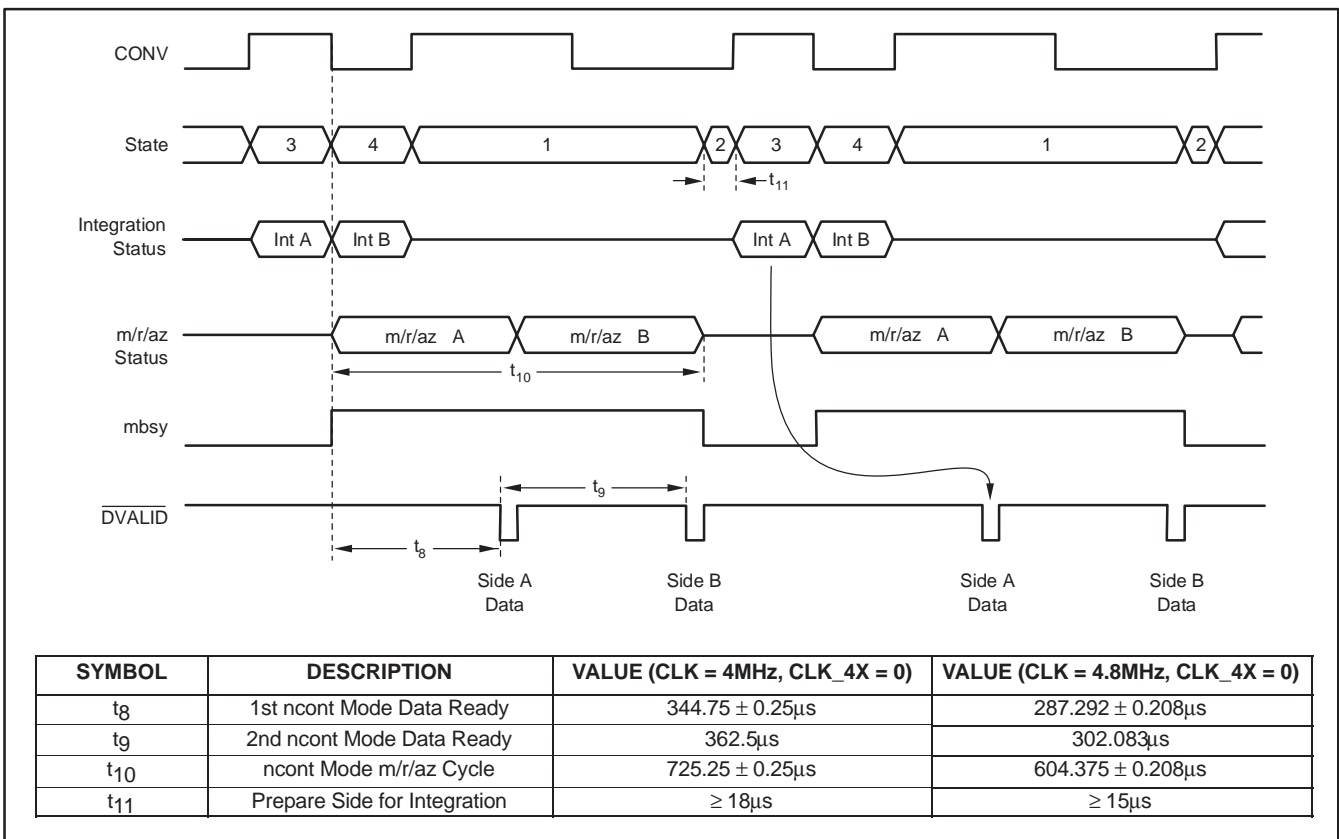 CONV
State 3 4 1 2 3 4 1 2
t11
Integration
Status
Int A Int B Int A Int B
m/r/az
Status
m/r/az A m/r/az B m/r/az A m/r/az B
t10
mbsy
t9
DVALID
t8
Side A
Data
Side B
Data
Side A
Data
Side B
Data
SYMBOL DESCRIPTION VALUE (CLK = 4MHz, CLK_4X = 0) VALUE (CLK = 4.8MHz, CLK_4X = 0)
t8 1st ncont Mode Data Ready 344.75 ± 0.25μs 287.292 ± 0.208μs
t9 2nd ncont Mode Data Ready 362.5μs 302.083μs
t10 ncont Mode m/r/az Cycle 725.25 ± 0.25μs 604.375 ± 0.208μs
t11 Prepare Side for Integration ≥ 18μs ≥ 15μs